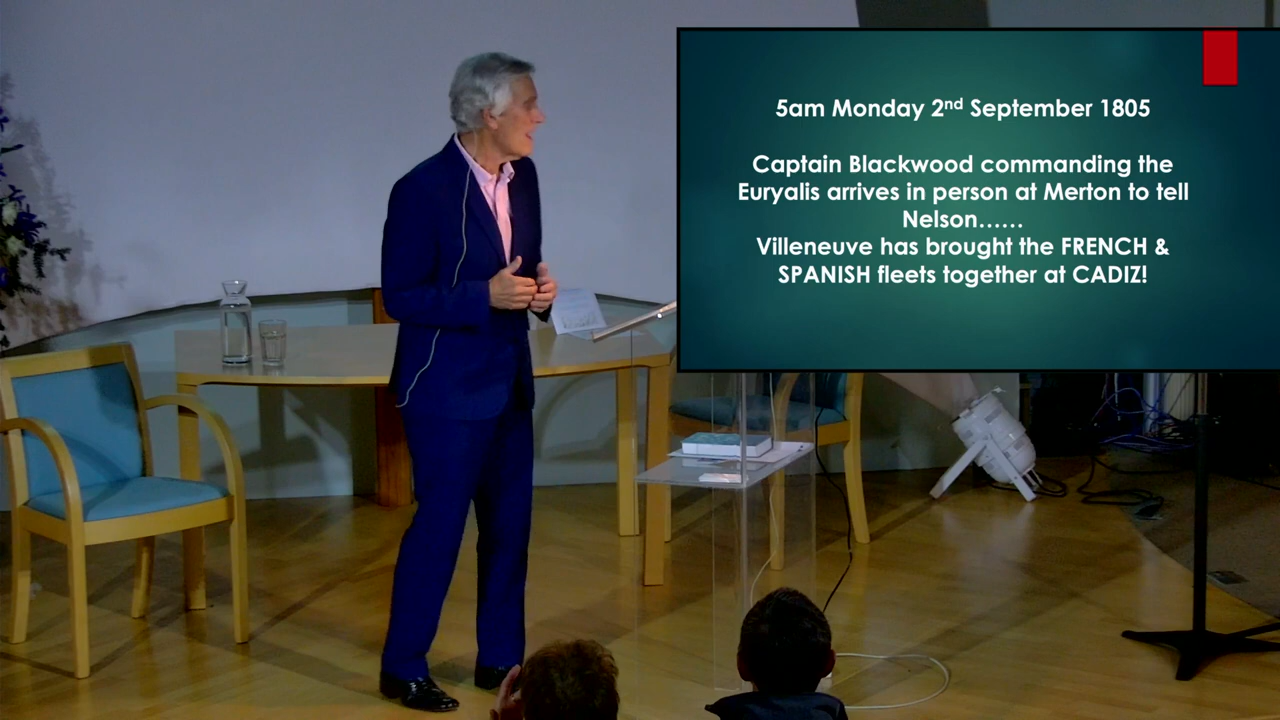 5am Monday 2nd September 1805
Captain Blackwood commanding the
Euryalis arrives in person at Merton to tell
Nelson……
Villeneuve has brought the FRENCH &
SPANISH fleets together at CADIZ!